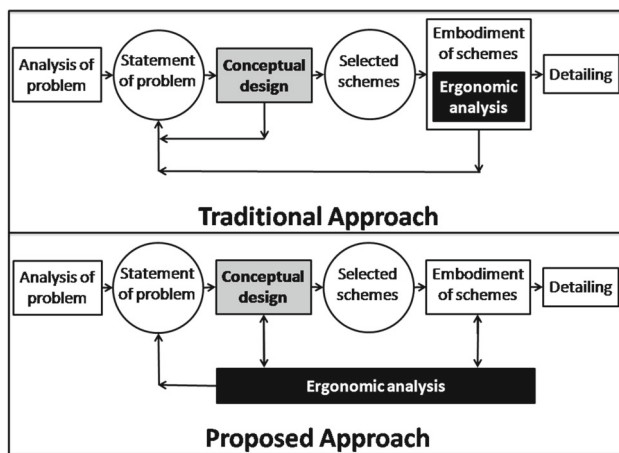 Analysis of
problem
Statement
of problem
Conceptual
design
Selected
schemes
Embodiment
of schemes
Ergonomic
analysis
Detailing
Traditional Approach
Analysis of
problem
Statement
of problem
Conceptual
design
Selected
schemes
Embodiment
of schemes
Detailing
Ergonomic analysis
Proposed Approach